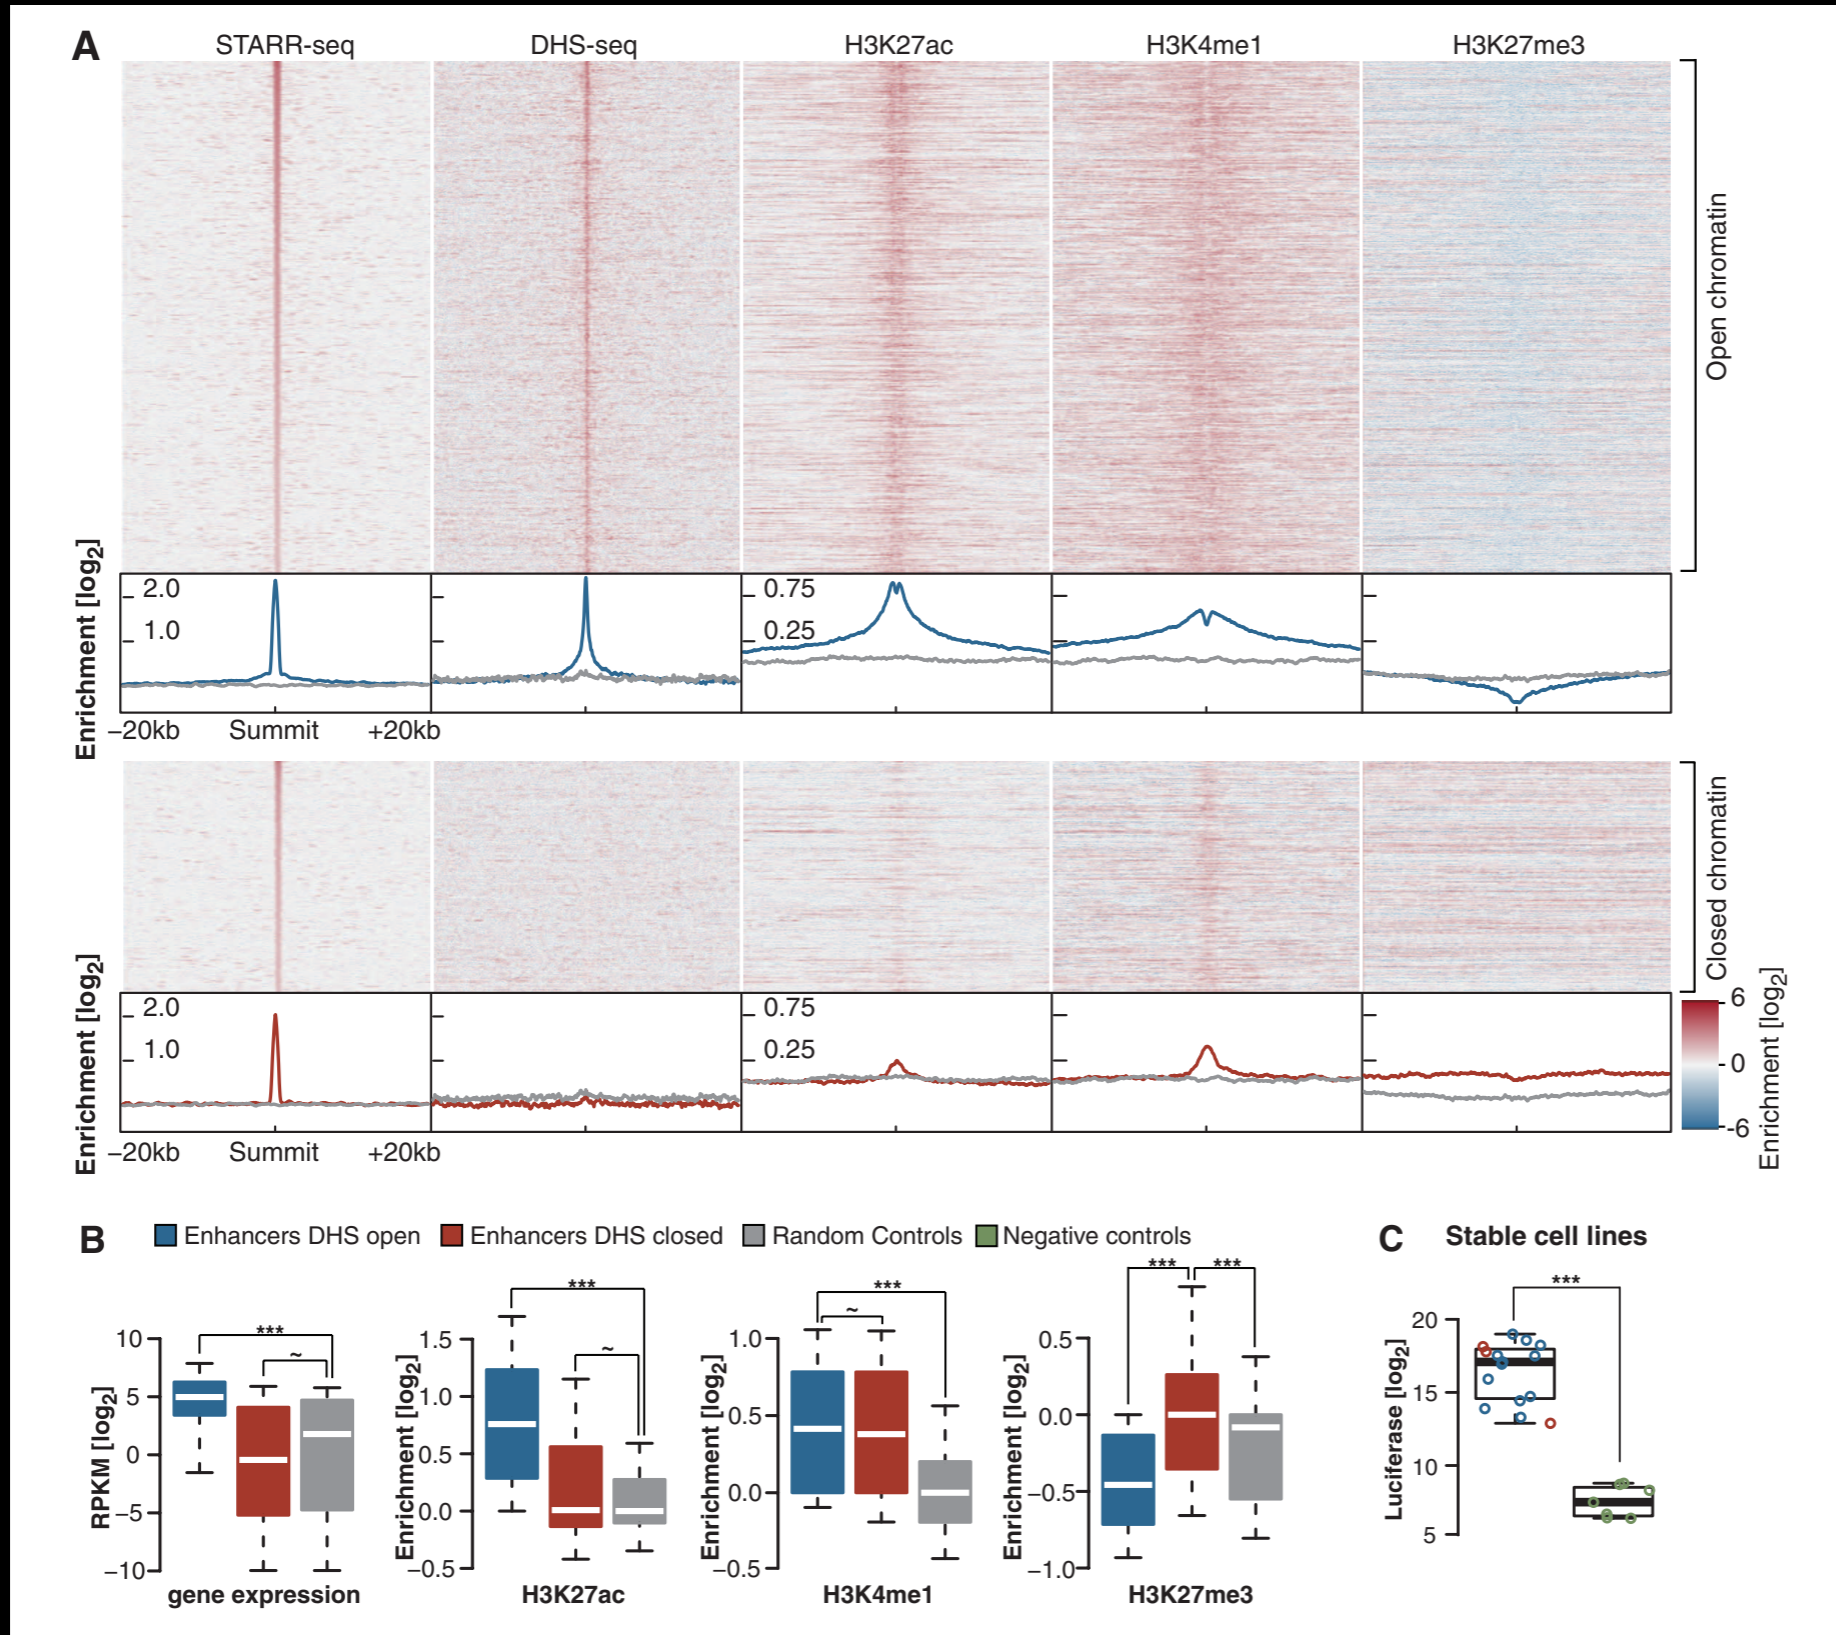 A
STARR-seq DHS-seq H3K27ac H3K4me1 H3K27me3
Open chromatin
Enrichment [log2]
2.0 0.75
1.0 0.25
−20kb Summit +20kb
Closed chromatin
Enrichment [log2]
2.0 0.75
1.0 0.25
−20kb Summit +20kb
6
0
-6
Enrichment [log2]
B Enhancers DHS open Enhancers DHS closed Random Controls Negative controls
*** ~
RPKM [log2]
10
5
0
−5
−10
gene expression
*** ~
Enrichment [log2]
1.5
1.0
0.5
0.0
−0.5
H3K27ac
*** ~
Enrichment [log2]
1.0
0.5
0.0
−0.5
H3K4me1
*** ***
Enrichment [log2]
0.5
0.0
−0.5
−1.0
H3K27me3
C Stable cell lines
***
Luciferase [log2]
20
15
10
5